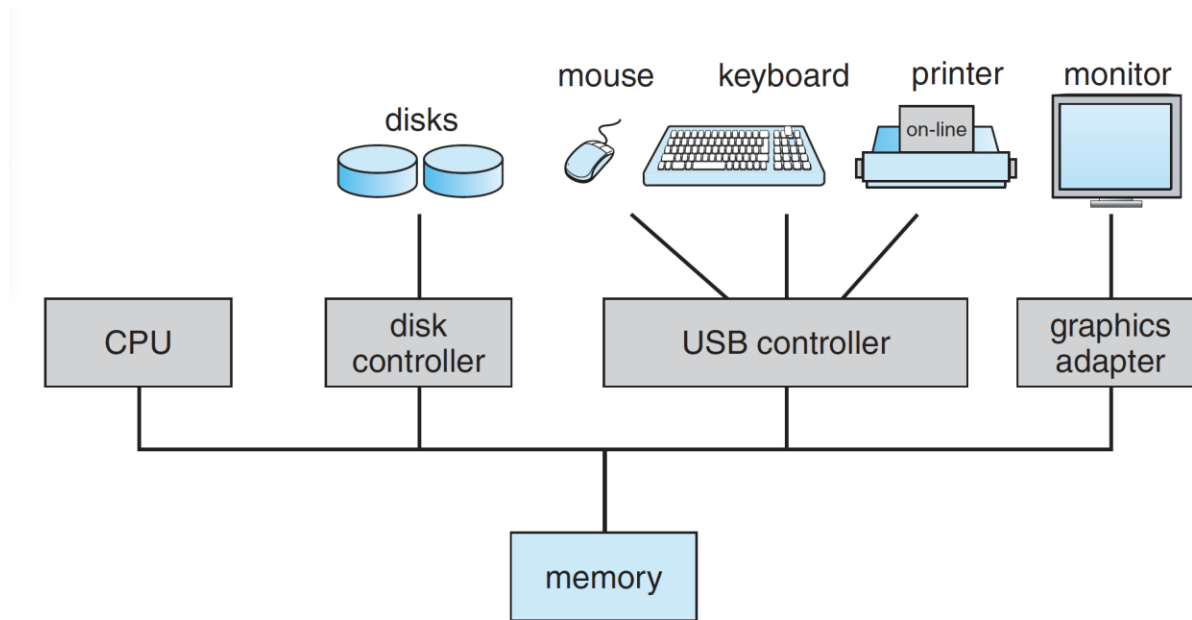 mouse
keyboard
printer
monitor
disks
on-line
CPU
disk
controller
USB controller
graphics
adapter
memory